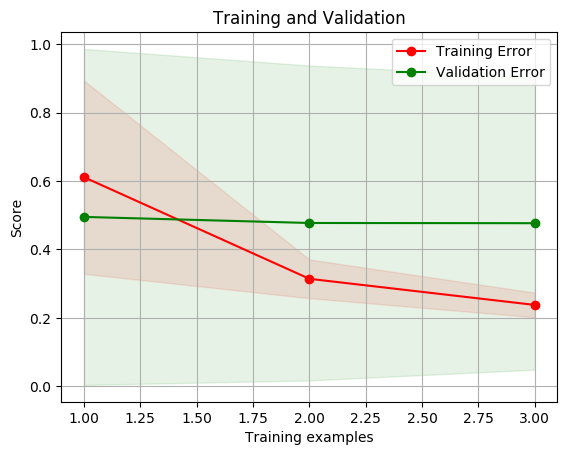 Training and Validation
Training Error
Validation Error
Score
1.0
0.8
0.6
0.4
0.2
0.0
1.00 1.25 1.50 1.75 2.00 2.25 2.50 2.75 3.00
Training examples